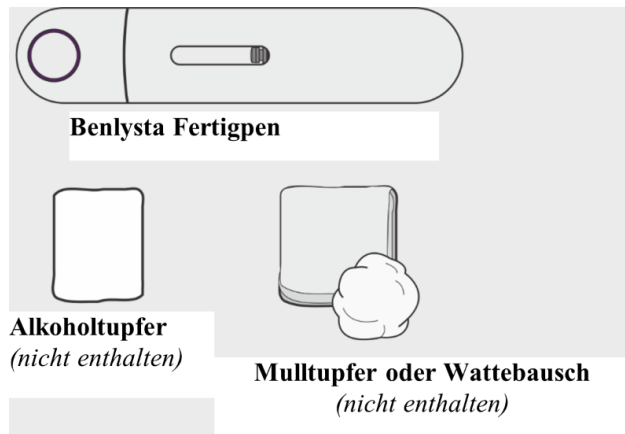 Benlysta Fertigpen
Alkoholtupfer
(nicht enthalten)
Mulltupfer oder Wattebausch
(nicht enthalten)